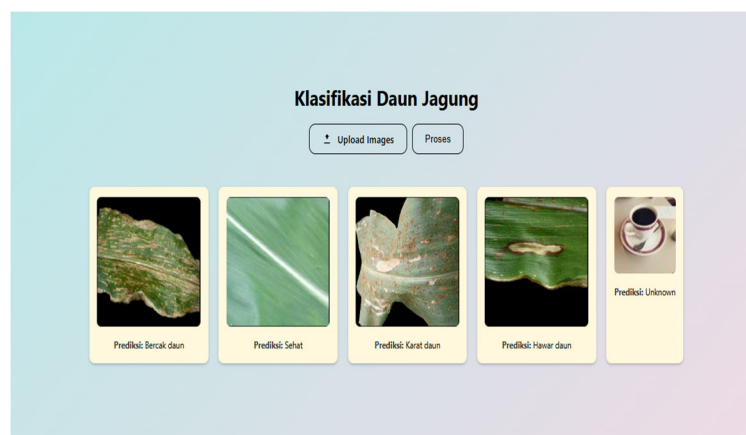 Klasifikasi Daun Jagung
Upload Images
Proses
Prediksi: Bercak daun
Prediksi: Sehat
Prediksi: Karat daun
Prediksi: Hawar daun
Prediksi: Unknown